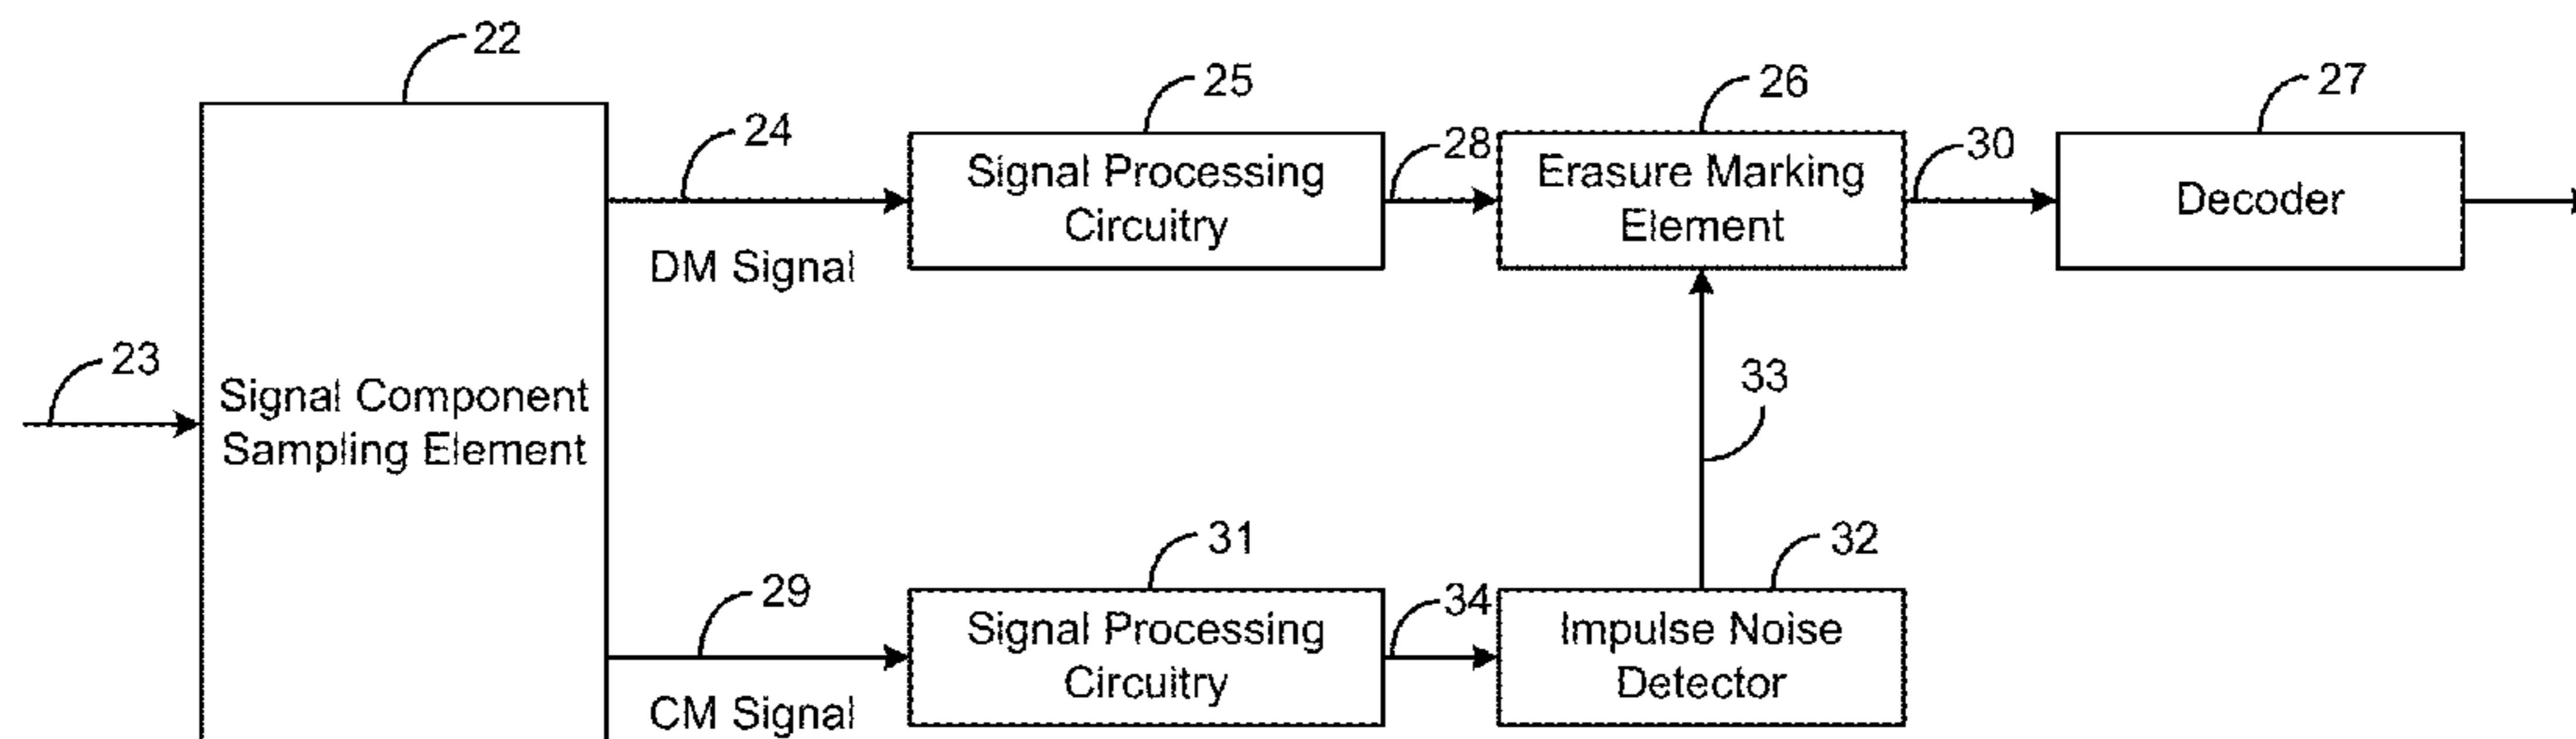 22
23
Signal Component
Sampling Element
24
DM Signal
25
Signal Processing
Circuitry
28
26
Erasure Marking
Element
30
27
Decoder
33
29
CM Signal
31
Signal Processing
Circuitry
34
32
Impulse Noise
Detector